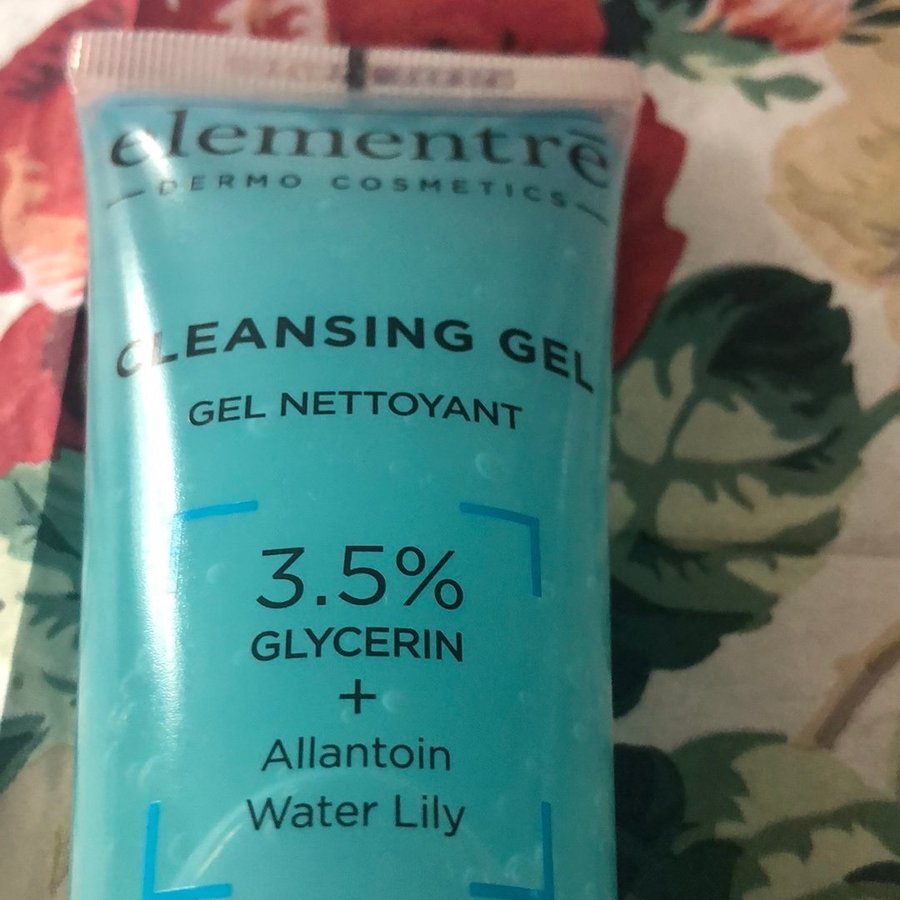 elementrē
DERMO COSMETICS
CLEANSING GEL
GEL NETTOYANT
3.5%
GLYCERIN
+
Allantoin
Water Lily